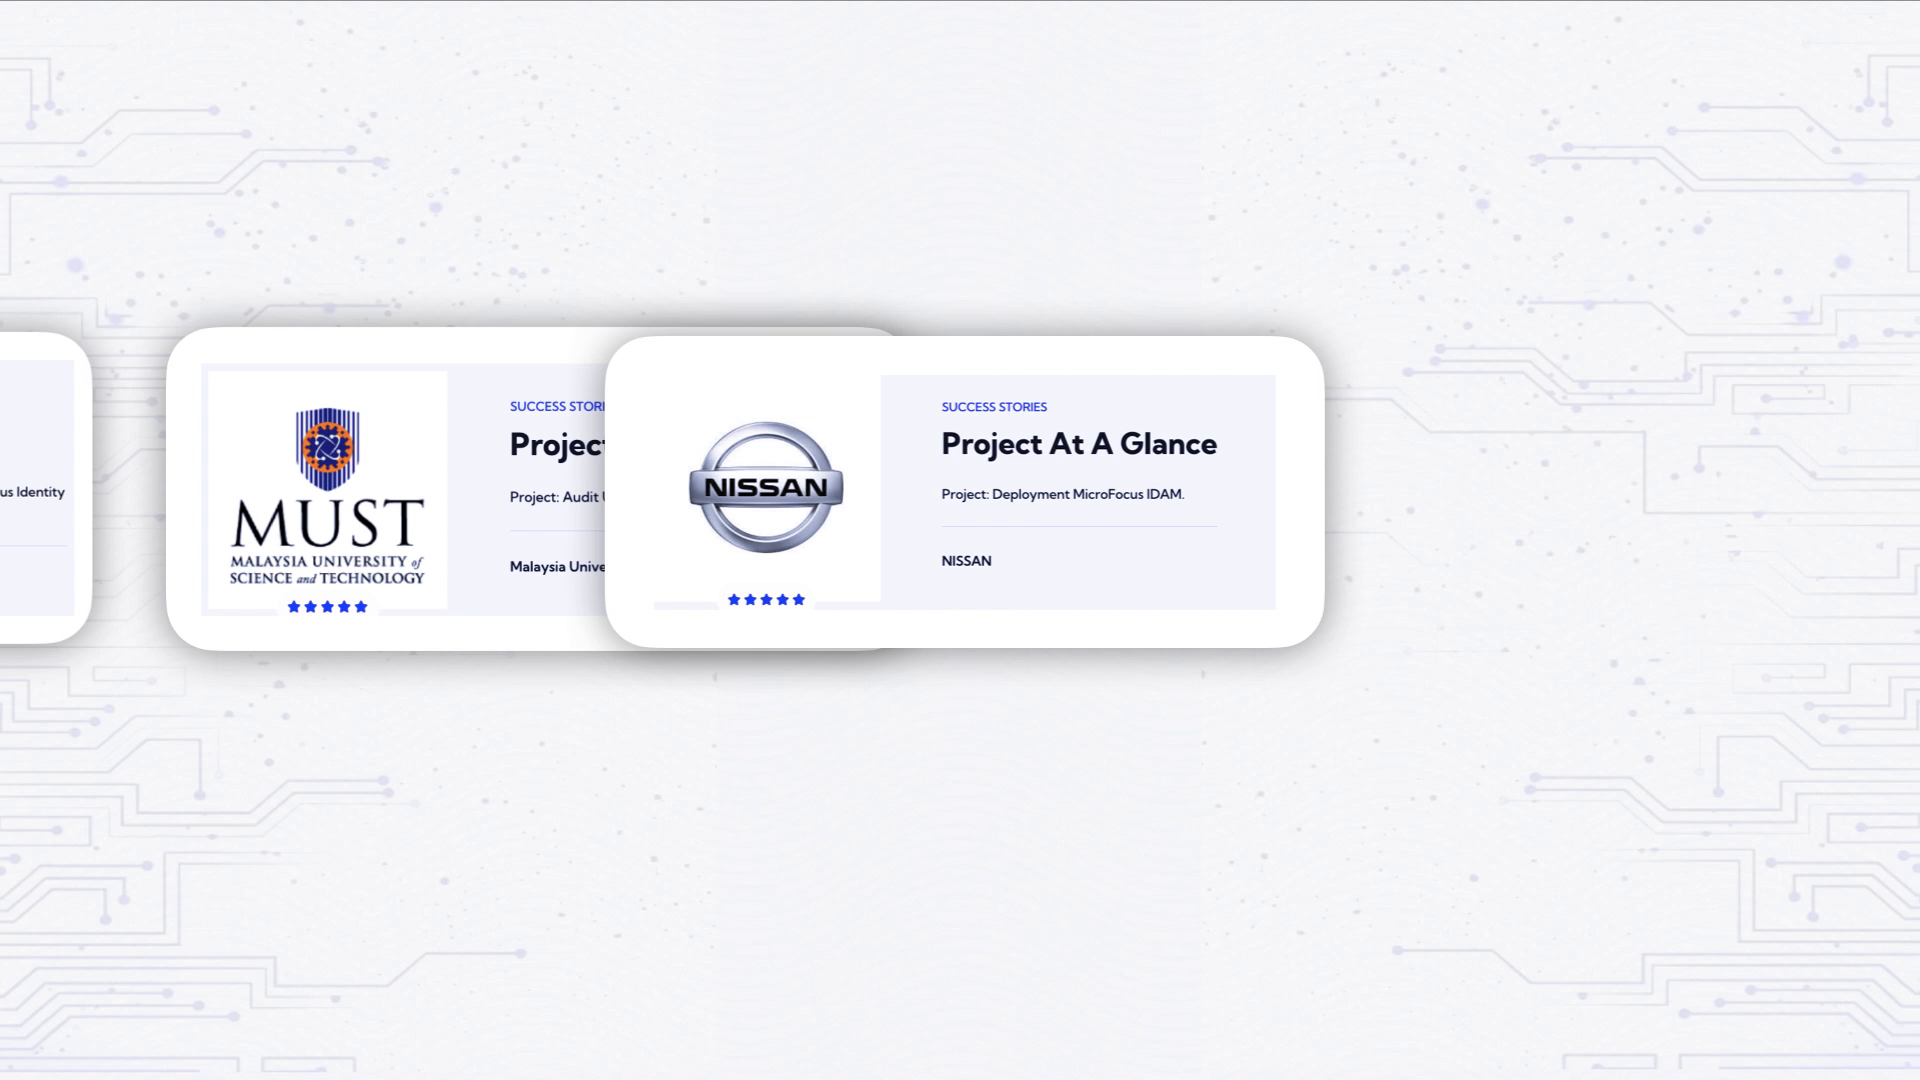 us Identity
MUST
MALAYSIA UNIVERSITY of
SCIENCE and TECHNOLOGY
SUCCESS STORI
Project
Project: Audit
Malaysia Unive
NISSAN
SUCCESS STORIES
Project At A Glance
Project: Deployment MicroFocus IDAM.
NISSAN